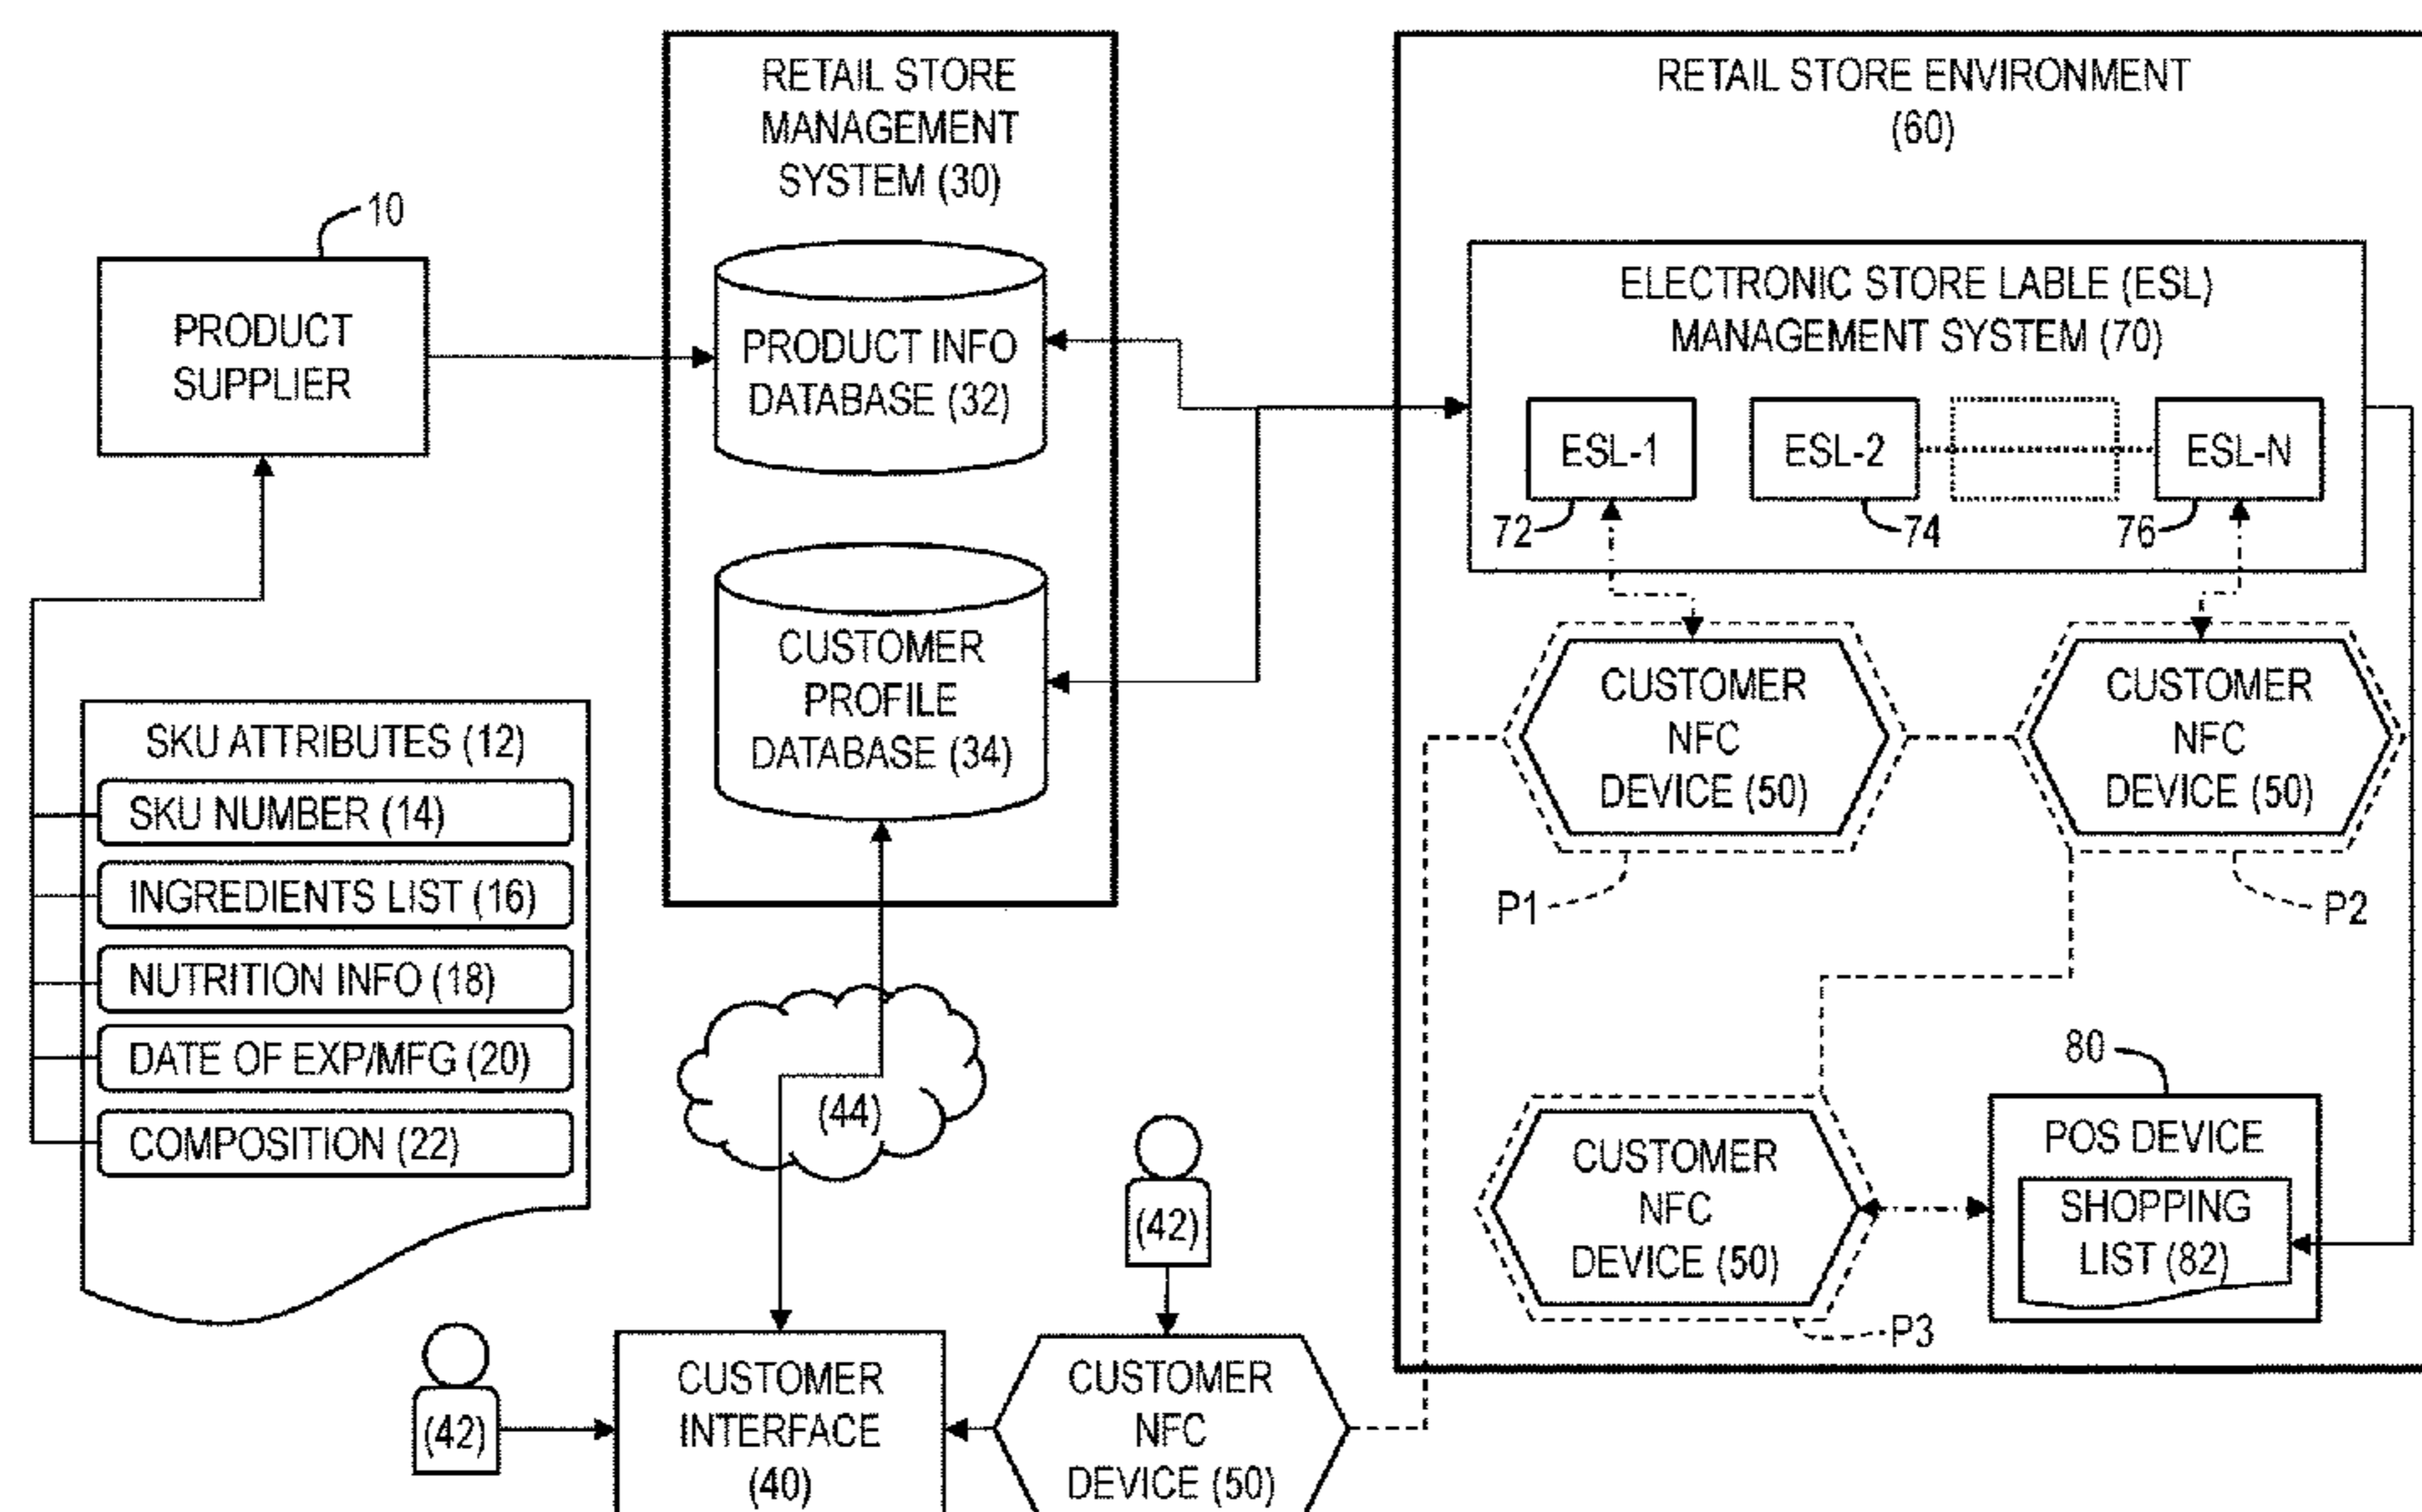 RETAIL STORE
MANAGEMENT
SYSTEM (30)
PRODUCT INFO
DATABASE (32)
CUSTOMER
PROFILE
DATABASE (34)
10
PRODUCT
SUPPLIER
SKU ATTRIBUTES (12)
SKU NUMBER (14)
INGREDIENTS LIST (16)
NUTRITION INFO (18)
DATE OF EXP/MFG (20)
COMPOSITION (22)
(44)
(42)
(42)
CUSTOMER
INTERFACE
(40)
CUSTOMER
NFC
DEVICE (50)
RETAIL STORE ENVIRONMENT
(60)
ELECTRONIC STORE LABLE (ESL)
MANAGEMENT SYSTEM (70)
ESL-1
ESL-2
ESL-N
72
74
76
CUSTOMER
NFC
DEVICE (50)
P1
CUSTOMER
NFC
DEVICE (50)
P2
CUSTOMER
NFC
DEVICE (50)
P3
80
POS DEVICE
SHOPPING
LIST (82)